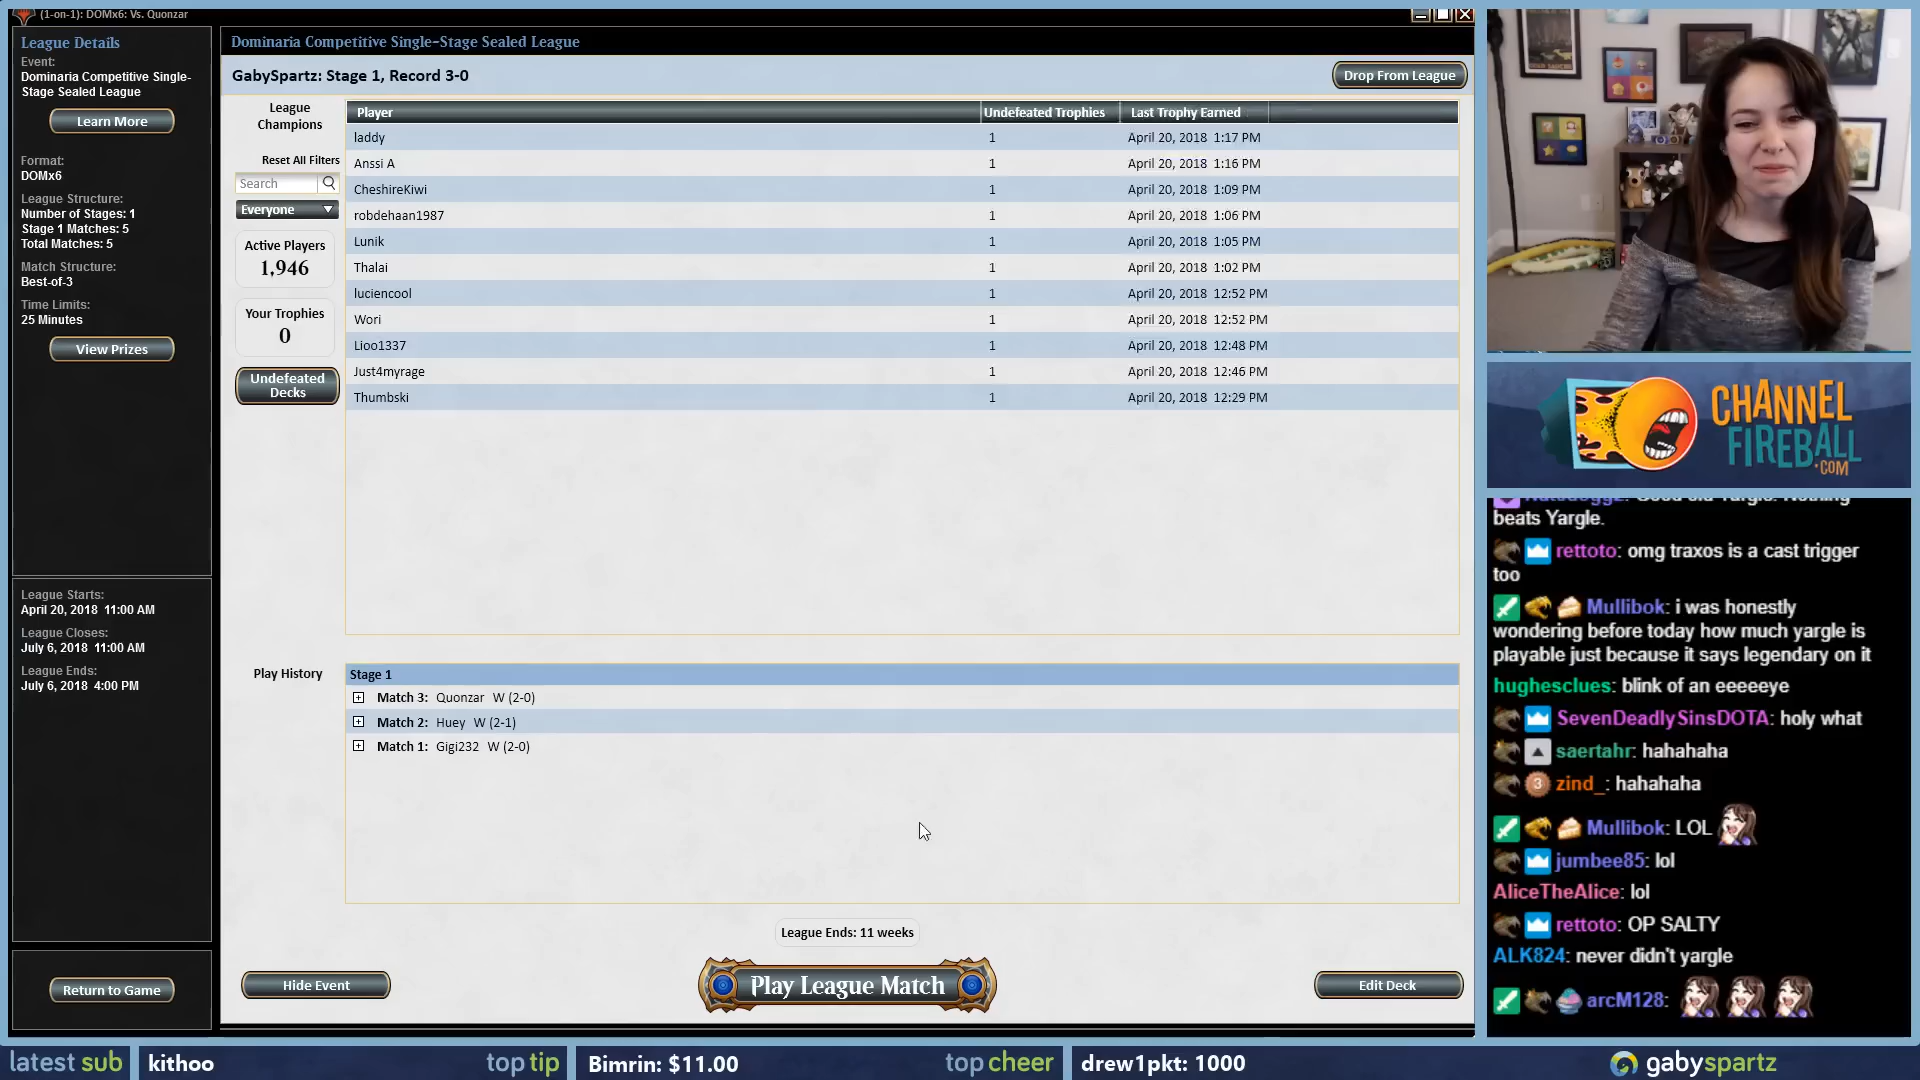 (1-on-1): DOMx6: Vs. Quonzar
League Details
Event:
Dominaria Competitive Single-
Stage Sealed League
Learn More
Format:
DOMx6
League Structure:
Number of Stages: 1
Stage 1 Matches: 5
Total Matches: 5
Match Structure:
Best-of-3
Time Limits:
25 Minutes
View Prizes
League Starts:
April 20, 2018 11:00 AM
League Closes:
July 6, 2018 11:00 AM
League Ends:
July 6, 2018 4:00 PM
Return to Game
Dominaria Competitive Single-Stage Sealed League
GabySpartz: Stage 1, Record 3-0
Drop From League
League
Champions
Reset All Filters
Search
Everyone
Active Players
1,946
Your Trophies
0
Undefeated
Decks
Player Undefeated Trophies Last Trophy Earned
laddy 1 April 20, 2018 1:17 PM
Anssi A 1 April 20, 2018 1:16 PM
CheshireKiwi 1 April 20, 2018 1:09 PM
robdehaan1987 1 April 20, 2018 1:06 PM
Lunik 1 April 20, 2018 1:05 PM
Thalai 1 April 20, 2018 1:02 PM
luciencool 1 April 20, 2018 12:52 PM
Wori 1 April 20, 2018 12:52 PM
Lioo1337 1 April 20, 2018 12:48 PM
Just4myrage 1 April 20, 2018 12:46 PM
Thumbski 1 April 20, 2018 12:29 PM
Play History
Stage 1
Match 3: Quonzar W (2-0)
Match 2: Huey W (2-1)
Match 1: Gigi232 W (2-0)
League Ends: 11 weeks
Hide Event
Play League Match
Edit Deck
CHANNEL
FIREBALL
.COM
beats Yargle.
rettoto: omg traxos is a cast trigger
too
Mullibok: i was honestly
wondering before today how much yargle is
playable just because it says legendary on it
hughesclues: blink of an eeeeeye
SevenDeadlySinsDOTA: holy what
saertahr: hahahaha
3 zind_: hahahaha
Mullibok: LOL
jumbee85: lol
AliceTheAlice: lol
rettoto: OP SALTY
ALK824: never didn't yargle
arcM128:
latest sub kithoo top tip Bimrin: $11.00 top cheer drew1pkt: 1000 gabyspartz